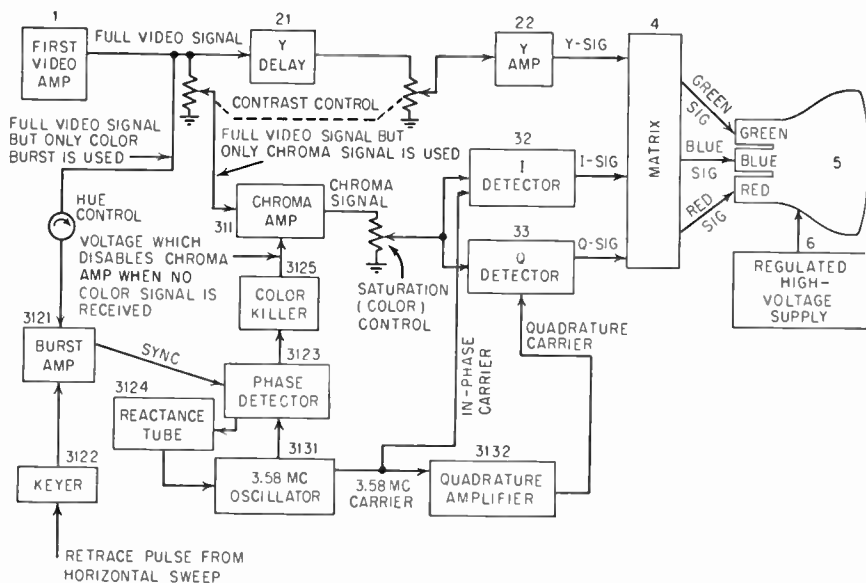 1
FIRST
VIDEO
AMP
FULL VIDEO SIGNAL
21
Y
DELAY
22
Y
AMP
Y-SIG
4
MATRIX
GREEN
SIG
BLUE
SIG
RED
SIG
GREEN
BLUE
RED
5
6
REGULATED
HIGH-
VOLTAGE
SUPPLY
CONTRAST CONTROL
FULL VIDEO SIGNAL
BUT ONLY COLOR
BURST IS USED
FULL VIDEO SIGNAL BUT
ONLY CHROMA SIGNAL IS USED
32
I
DETECTOR
I-SIG
33
Q
DETECTOR
Q-SIG
HUE
CONTROL
311
CHROMA
AMP
CHROMA
SIGNAL
VOLTAGE WHICH
DISABLES CHROMA
AMP WHEN NO
COLOR SIGNAL IS
RECEIVED
3125
COLOR
KILLER
SATURATION
(COLOR)
CONTROL
QUADRATURE
CARRIER
IN-PHASE
CARRIER
3121
BURST
AMP
SYNC
3123
PHASE
DETECTOR
3124
REACTANCE
TUBE
3122
KEYER
3131
3.58 MC
OSCILLATOR
3.58 MC
CARRIER
3132
QUADRATURE
AMPLIFIER
RETRACE PULSE FROM
HORIZONTAL SWEEP